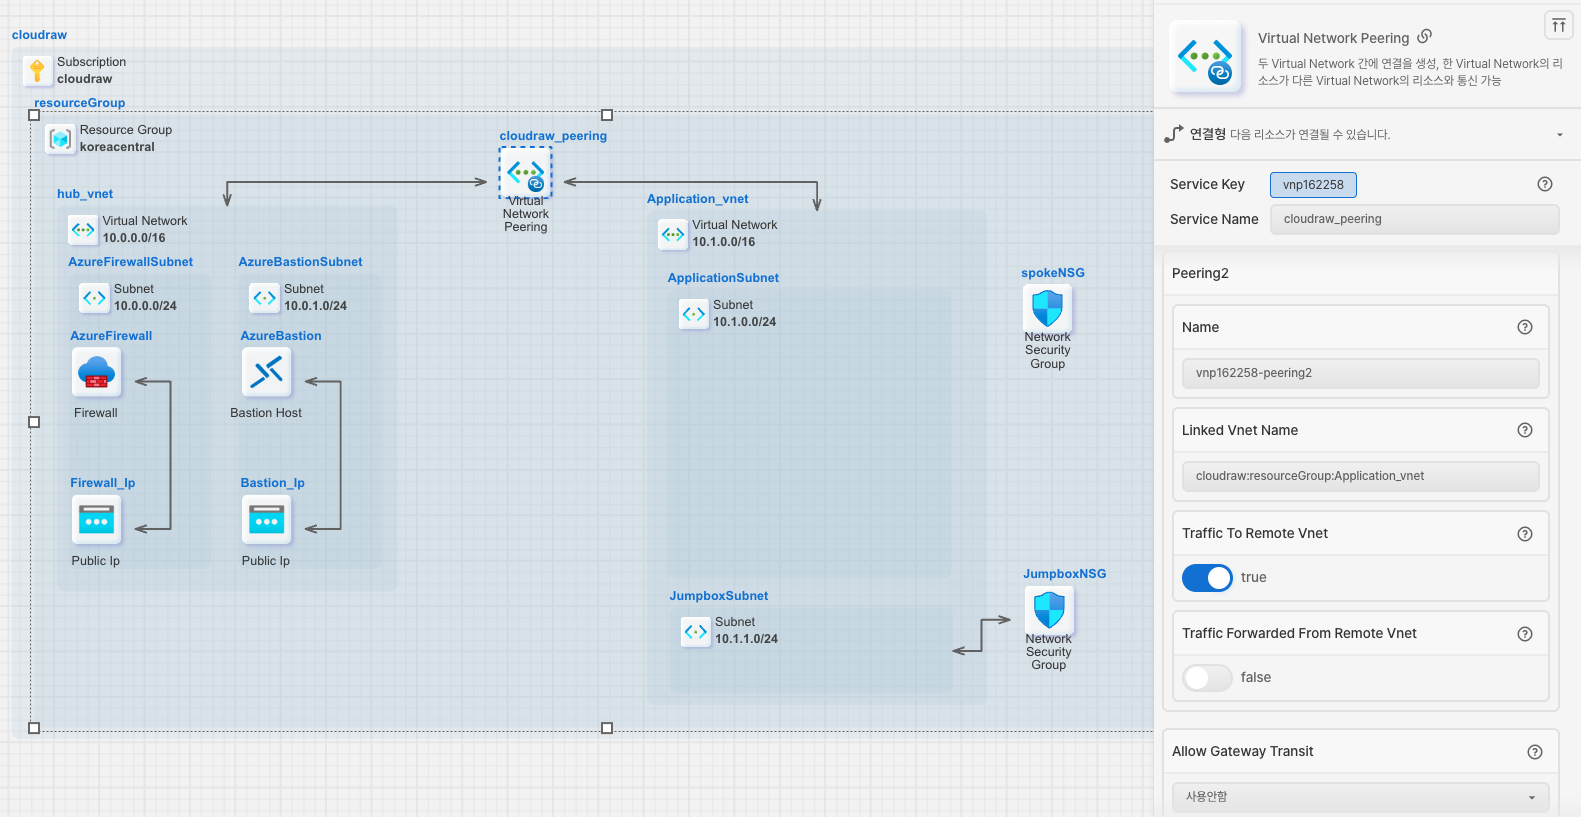 cloudraw
Subscription
cloudraw
resourceGroup
Resource Group
koreacentral
cloudraw_peering
Virtual
Network
Peering
hub_vnet
Virtual Network
10.0.0.0/16
AzureFirewallSubnet
Subnet
10.0.0.0/24
AzureFirewall
Firewall
Firewall_Ip
Public Ip
AzureBastionSubnet
Subnet
10.0.1.0/24
AzureBastion
Bastion Host
Bastion_Ip
Public Ip
Application_vnet
Virtual Network
10.1.0.0/16
ApplicationSubnet
Subnet
10.1.0.0/24
JumpboxSubnet
Subnet
10.1.1.0/24
spokeNSG
Network
Security
Group
JumpboxNSG
Network
Security
Group
Virtual Network Peering
두 Virtual Network 간에 연결을 생성, 한 Virtual Network의 리
소스가 다른 Virtual Network의 리소스와 통신 가능
연결형 다음 리소스가 연결될 수 있습니다.
Service Key vnp162258
Service Name cloudraw_peering
Peering2
Name
vnp162258-peering2
Linked Vnet Name
cloudraw:resourceGroup:Application_vnet
Traffic To Remote Vnet
true
Traffic Forwarded From Remote Vnet
false
Allow Gateway Transit
사용안함